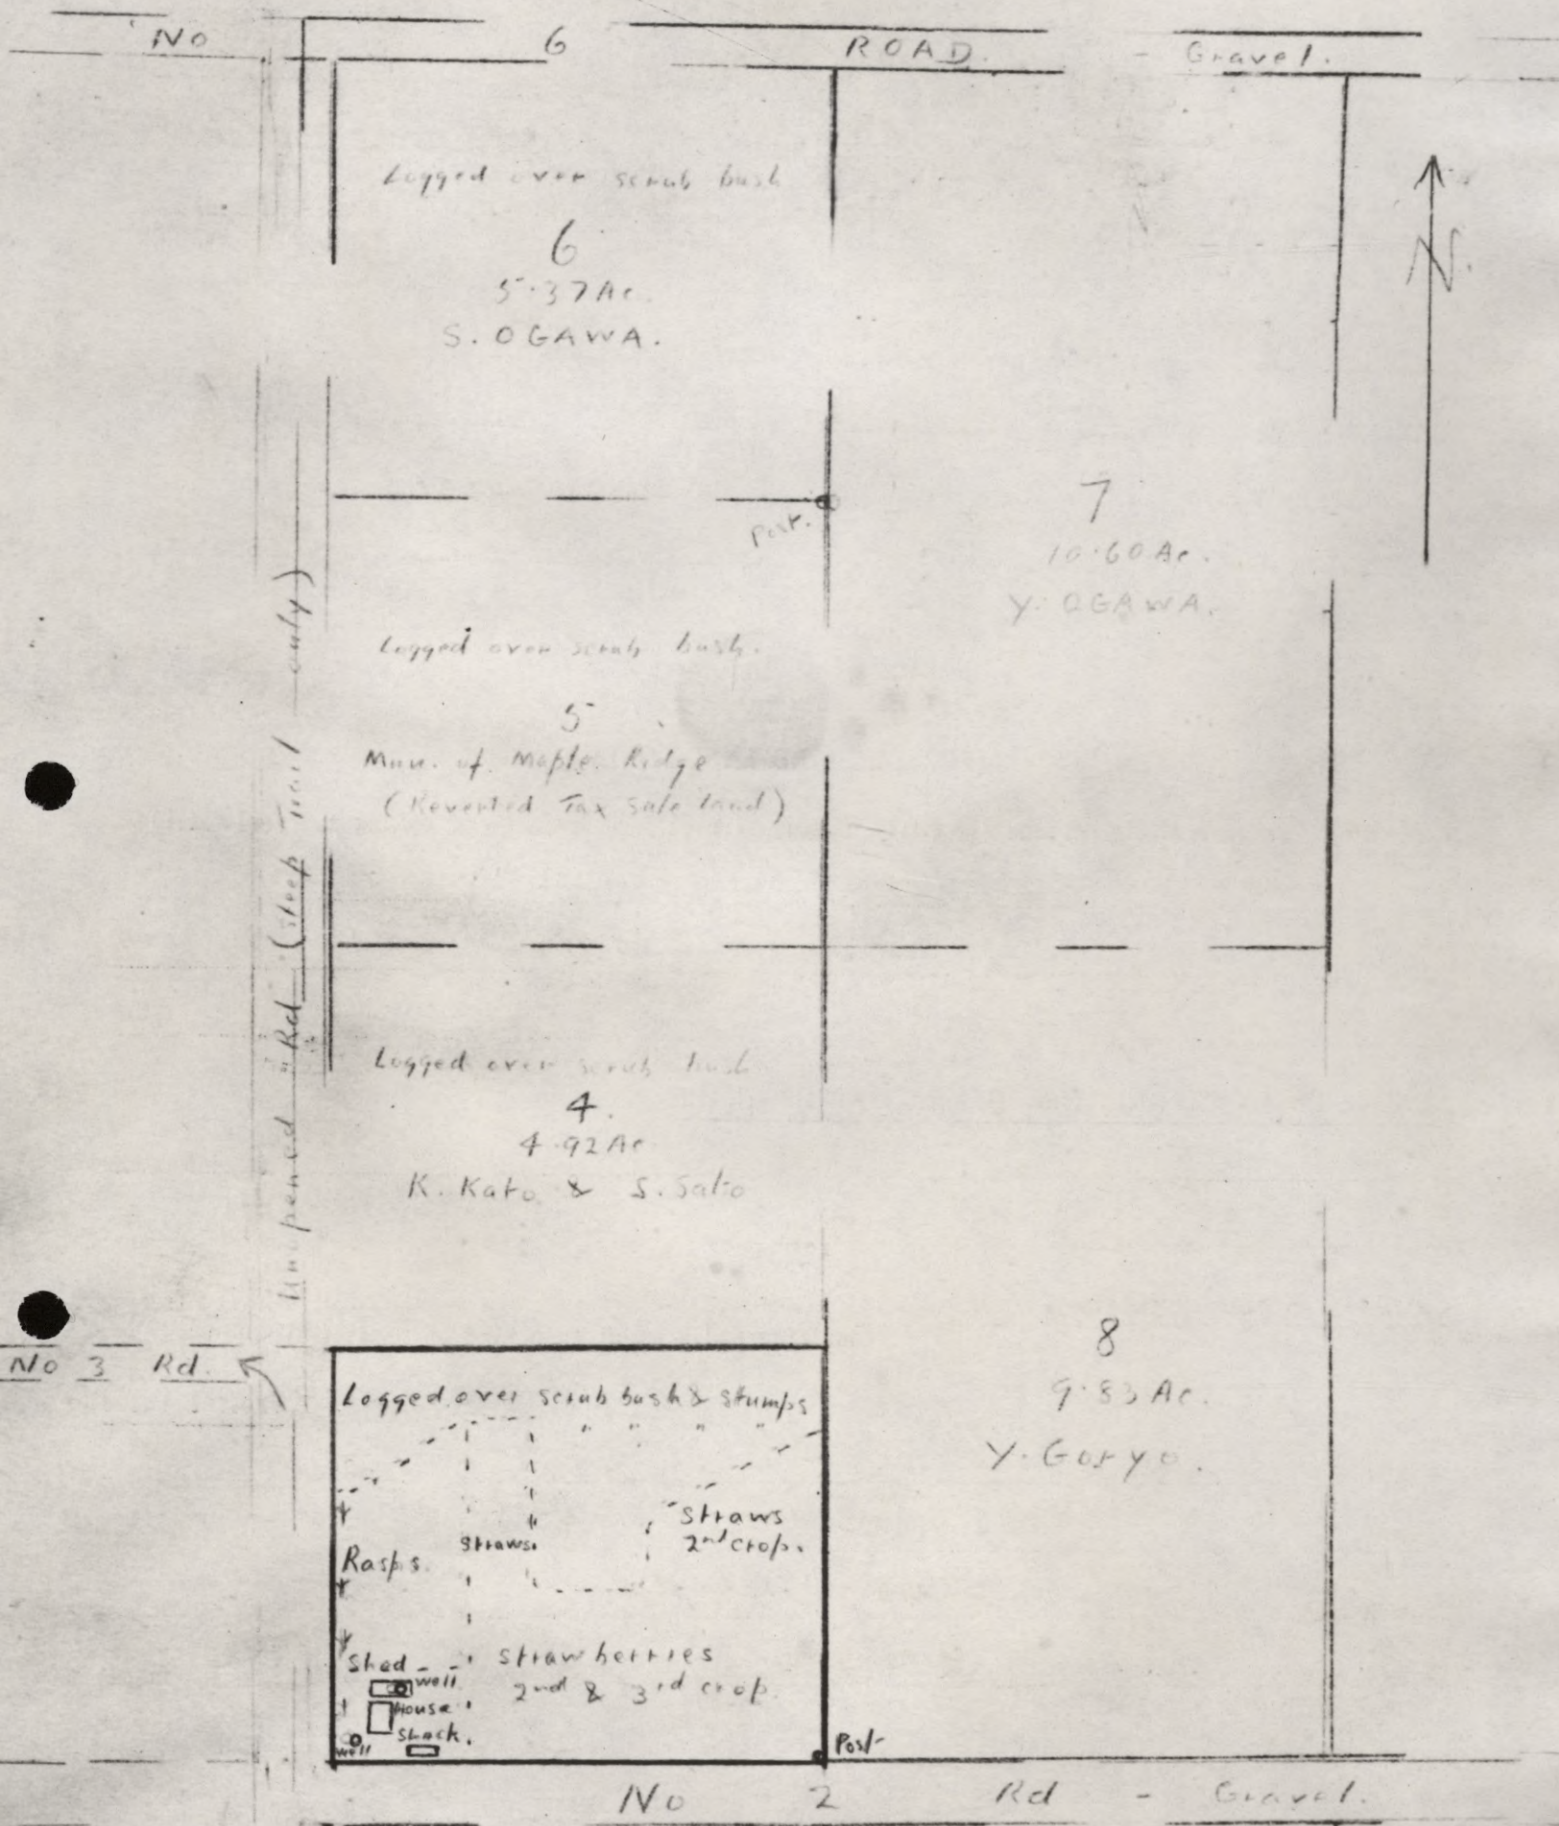 No 6 ROAD. - Gravel.
Logged over scrub bush
6
5.37 Ac.
S. OGAWA.
N.
Post.
7
10.60 Ac.
Y. OGAWA.
Unopened Rd (Steep Trail only)
Logged over scrub bush.
5
Mun. of Maple Ridge
(Reverted Tax Sale land)
Logged over scrub bush
4.
4.92 Ac
K. Kato & S. Sato
No 3 Rd.
8
9.83 Ac.
Y. Goryo.
Logged over scrub bush & stumps
Straws
2nd crop.
Straws.
Rasps.
Strawberries
2nd & 3rd crop.
Shed
well
House
Shack.
well
Post
No 2 Rd - Gravel.